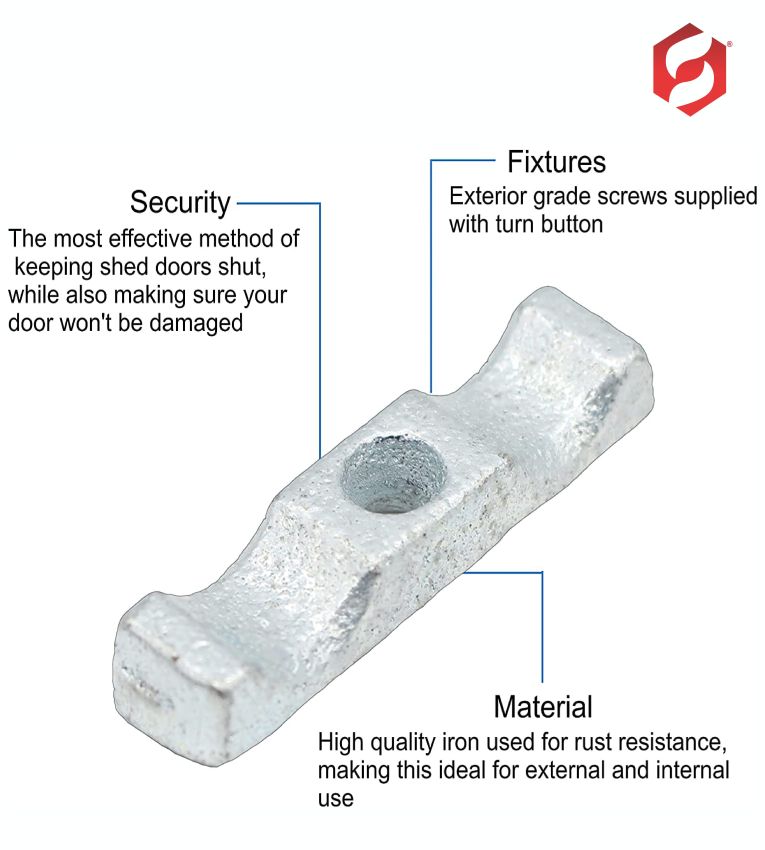 Fixtures
Exterior grade screws supplied
with turn button
Security
The most effective method of
keeping shed doors shut,
while also making sure your
door won't be damaged
Material
High quality iron used for rust resistance,
making this ideal for external and internal
use